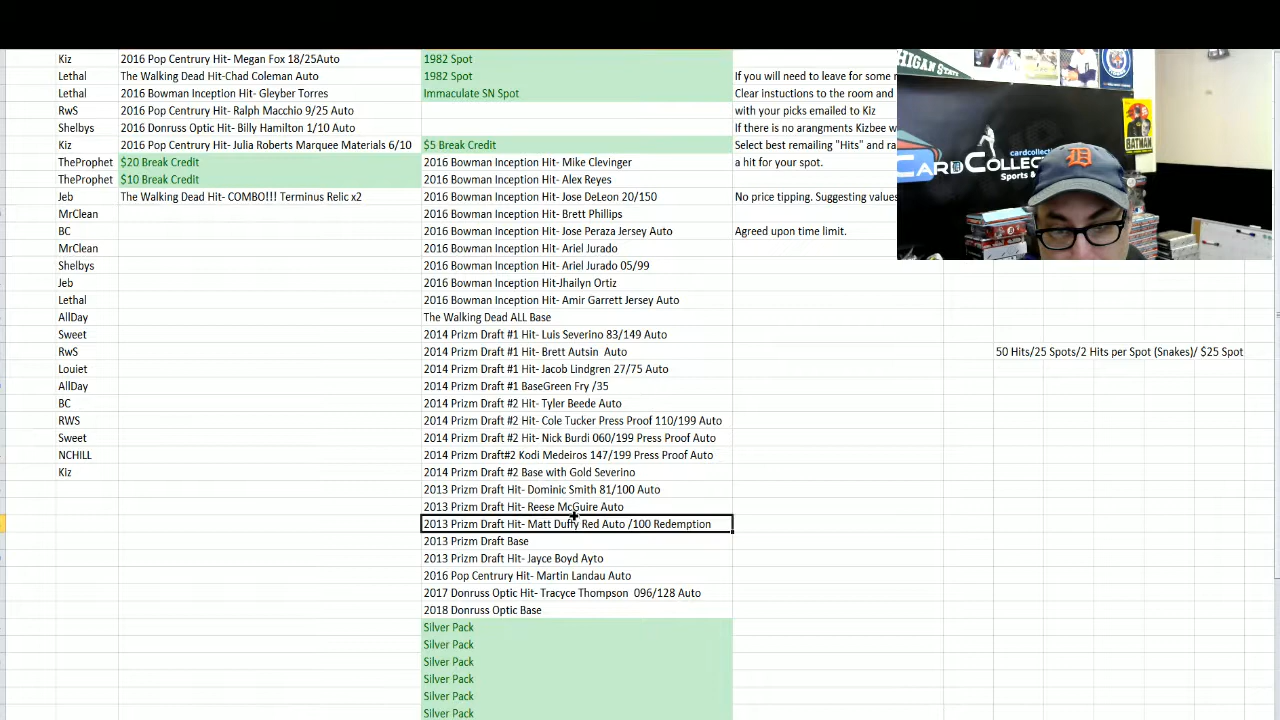 Kiz 2016 Pop Centrury Hit- Megan Fox 18/25Auto 1982 Spot
Lethal The Walking Dead Hit-Chad Coleman Auto 1982 Spot If you will need to leave for some
Lethal 2016 Bowman Inception Hit- Gleyber Torres Immaculate SN Spot Clear instuctions to the room and
RwS 2016 Pop Centrury Hit- Ralph Macchio 9/25 Auto with your picks emailed to Kiz
Shelbys 2016 Donruss Optic Hit- Billy Hamilton 1/10 Auto If there is no arangments Kizbee w
Kiz 2016 Pop Centrury Hit- Julia Roberts Marquee Materials 6/10 $5 Break Credit Select best remailing "Hits" and ra
TheProphet $20 Break Credit 2016 Bowman Inception Hit- Mike Clevinger a hit for your spot.
TheProphet $10 Break Credit 2016 Bowman Inception Hit- Alex Reyes
Jeb The Walking Dead Hit- COMBO!!! Terminus Relic x2 2016 Bowman Inception Hit- Jose DeLeon 20/150 No price tipping. Suggesting values
MrClean 2016 Bowman Inception Hit- Brett Phillips
BC 2016 Bowman Inception Hit- Jose Peraza Jersey Auto Agreed upon time limit.
MrClean 2016 Bowman Inception Hit- Ariel Jurado
Shelbys 2016 Bowman Inception Hit- Ariel Jurado 05/99
Jeb 2016 Bowman Inception Hit-Jhailyn Ortiz
Lethal 2016 Bowman Inception Hit- Amir Garrett Jersey Auto
AllDay The Walking Dead ALL Base
Sweet 2014 Prizm Draft #1 Hit- Luis Severino 83/149 Auto
RwS 2014 Prizm Draft #1 Hit- Brett Autsin Auto 50 Hits/25 Spots/2 Hits per Spot (Snakes)/ $25 Spot
Louiet 2014 Prizm Draft #1 Hit- Jacob Lindgren 27/75 Auto
AllDay 2014 Prizm Draft #1 BaseGreen Fry /35
BC 2014 Prizm Draft #2 Hit- Tyler Beede Auto
RWS 2014 Prizm Draft #2 Hit- Cole Tucker Press Proof 110/199 Auto
Sweet 2014 Prizm Draft #2 Hit- Nick Burdi 060/199 Press Proof Auto
NCHILL 2014 Prizm Draft#2 Kodi Medeiros 147/199 Press Proof Auto
Kiz 2014 Prizm Draft #2 Base with Gold Severino
2013 Prizm Draft Hit- Dominic Smith 81/100 Auto
2013 Prizm Draft Hit- Reese McGuire Auto
2013 Prizm Draft Hit- Matt Duffy Red Auto /100 Redemption
2013 Prizm Draft Base
2013 Prizm Draft Hit- Jayce Boyd Ayto
2016 Pop Centrury Hit- Martin Landau Auto
2017 Donruss Optic Hit- Tracyce Thompson 096/128 Auto
2018 Donruss Optic Base
Silver Pack
Silver Pack
Silver Pack
Silver Pack
Silver Pack
Silver Pack
HIGAN STATE
BATMAN
cardcollecti
CARDCOLLEC
Sports &